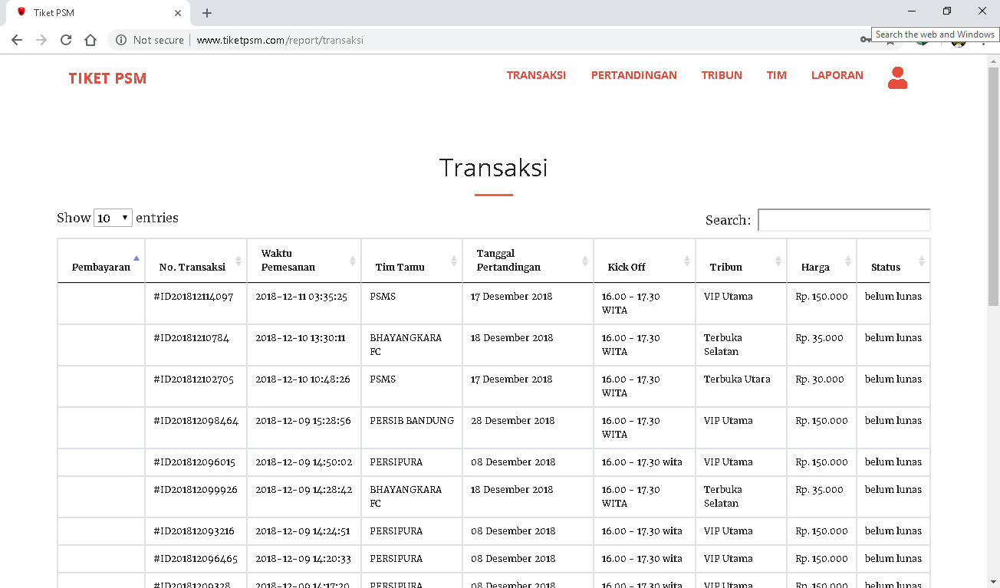 Tiket PSM
Not secure | www.tiketpsm.com/report/transaksi
Search the web and Windows
TIKET PSM
TRANSAKSI PERTANDINGAN TRIBUN TIM LAPORAN
Transaksi
Show 10 entries
Search:
Pembayaran No. Transaksi Waktu Pemesanan Tim Tamu Tanggal Pertandingan Kick Off Tribun Harga Status
#ID201812114097 2018-12-11 03:35:25 PSMS 17 Desember 2018 16.00 - 17.30 WITA VIP Utama Rp. 150.000 belum lunas
#ID20181210784 2018-12-10 13:30:11 BHAYANGKARA FC 18 Desember 2018 16.00 - 17.30 WITA Terbuka Selatan Rp. 35.000 belum lunas
#ID201812102705 2018-12-10 10:48:26 PSMS 17 Desember 2018 16.00 - 17.30 WITA Terbuka Utara Rp. 30.000 belum lunas
#ID201812098464 2018-12-09 15:28:56 PERSIB BANDUNG 28 Desember 2018 16.00 - 17.30 WITA VIP Utama Rp. 150.000 belum lunas
#ID201812096015 2018-12-09 14:50:02 PERSIPURA 08 Desember 2018 16.00 - 17.30 wita VIP Utama Rp. 150.000 belum lunas
#ID201812099926 2018-12-09 14:28:42 BHAYANGKARA FC 18 Desember 2018 16.00 - 17.30 WITA Terbuka Selatan Rp. 35.000 belum lunas
#ID201812093216 2018-12-09 14:24:51 PERSIPURA 08 Desember 2018 16.00 - 17.30 wita VIP Utama Rp. 150.000 belum lunas
#ID201812096465 2018-12-09 14:20:33 PERSIPURA 08 Desember 2018 16.00 - 17.30 wita VIP Utama Rp. 150.000 belum lunas
#ID20181209328 2018-12-09 14:17:20 PERSIPURA 08 Desember 2018 16.00 - 17.30 wita VIP Utama Rp. 150.000 belum lunas